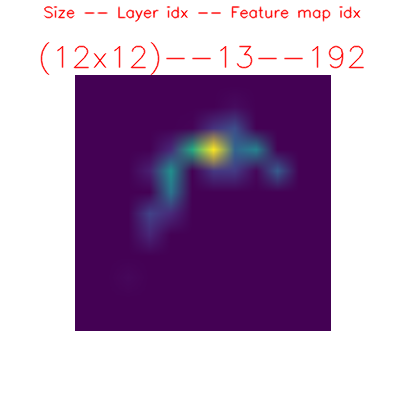 Size -- Layer idx -- Feature map idx
(12x12)--13--192